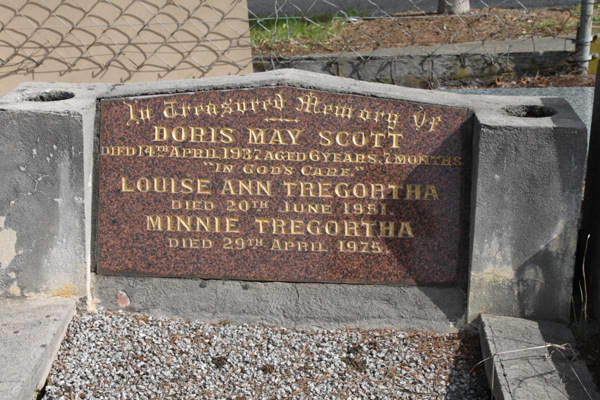 In Treasured Memory Of
DORIS MAY SCOTT
DIED 14TH APRIL 1937. AGED 6 YEARS, 7 MONTHS
"IN GOD'S CARE."
LOUISE ANN TREGORTHA
DIED 20TH JUNE 1951.
MINNIE TREGORTHA
DIED 29TH APRIL 1975.